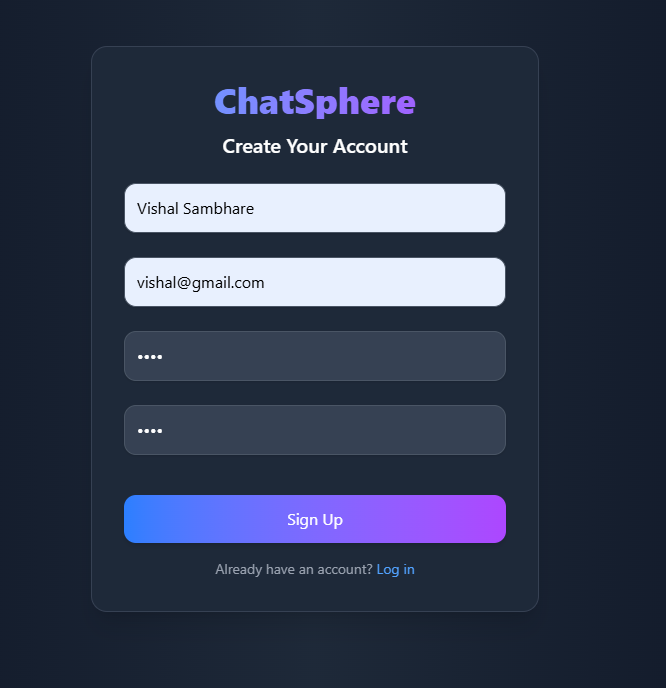 ChatSphere
Create Your Account
Vishal Sambhare
vishal@gmail.com
••••
••••
Sign Up
Already have an account? Log in